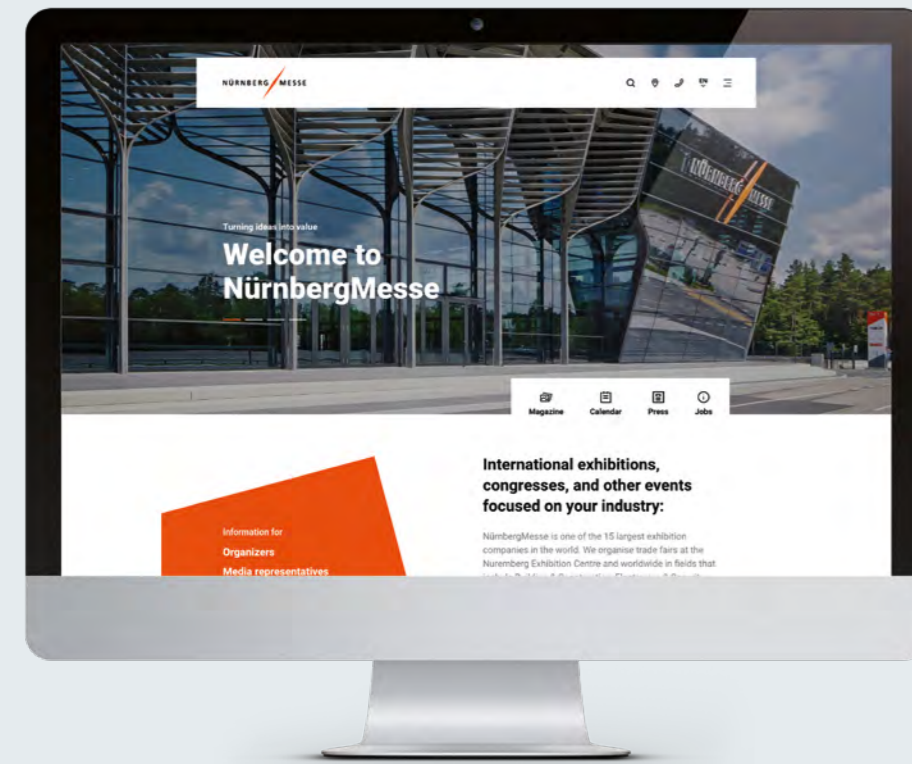 NÜRNBERG MESSE
EN
NÜRNBERG MESSE
Turning ideas into value
Welcome to
NürnbergMesse
Magazine Calendar Press Jobs
International exhibitions,
congresses, and other events
focused on your industry:
NürnbergMesse is one of the 15 largest exhibition
companies in the world. We organise trade fairs at the
Nuremberg Exhibition Centre and worldwide in fields that
Information for
Organizers
Media representatives